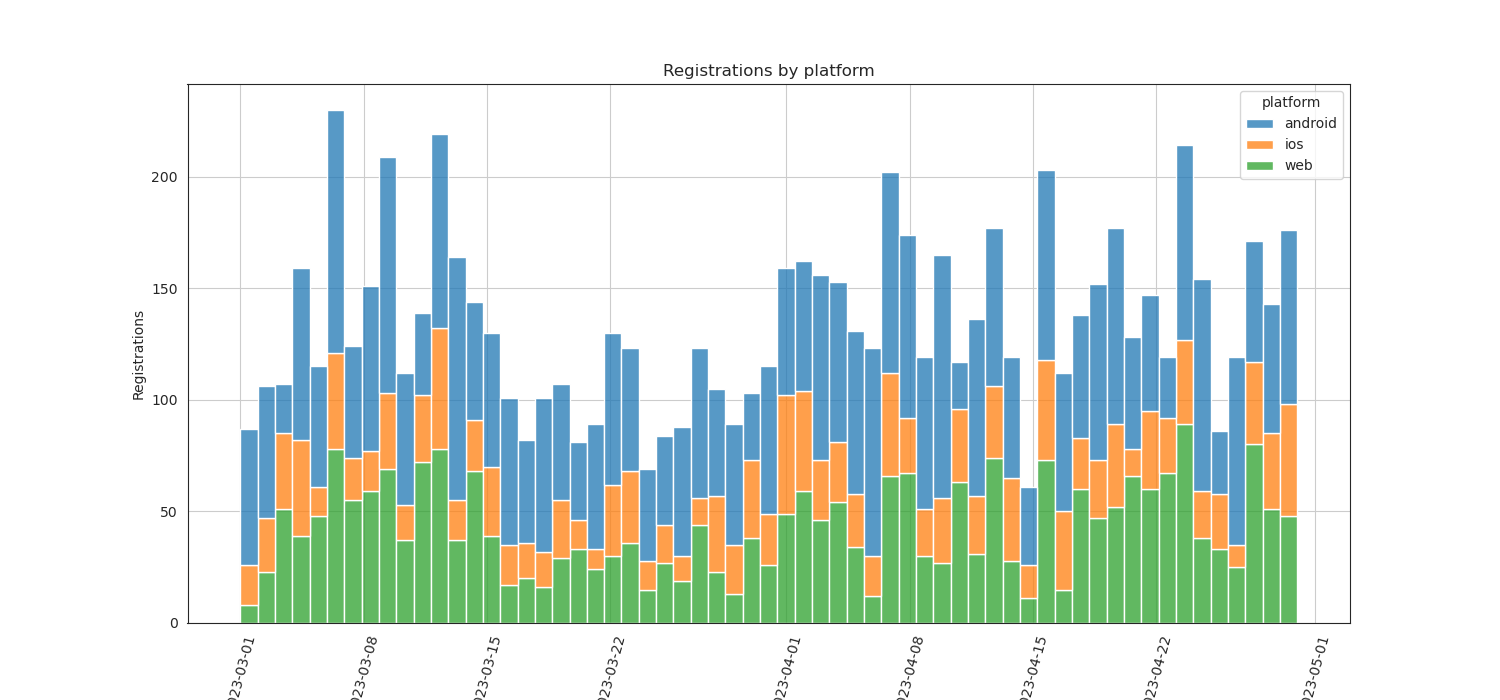 Registrations by platform
platform
android
ios
web
Registrations
200
150
100
50
0
023-03-01
023-03-08
023-03-15
023-03-22
023-04-01
023-04-08
023-04-15
023-04-22
023-05-01